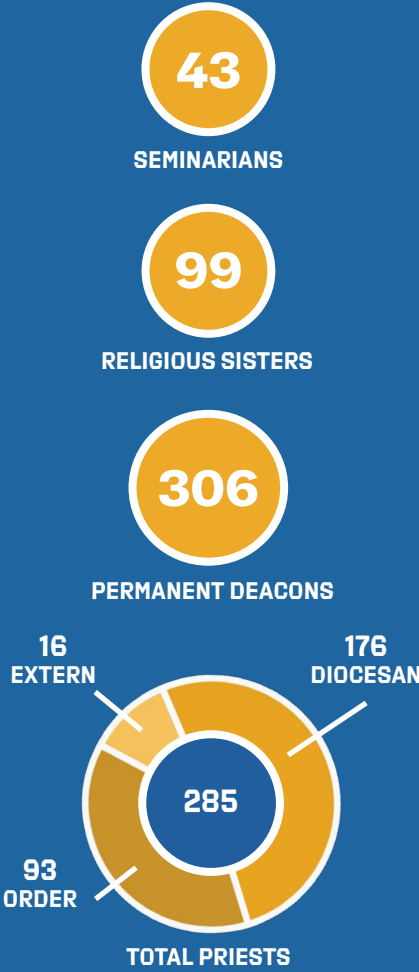 43
SEMINARIANS
99
RELIGIOUS SISTERS
306
PERMANENT DEACONS
16
EXTERN
176
DIOCESAN
285
93
ORDER
TOTAL PRIESTS